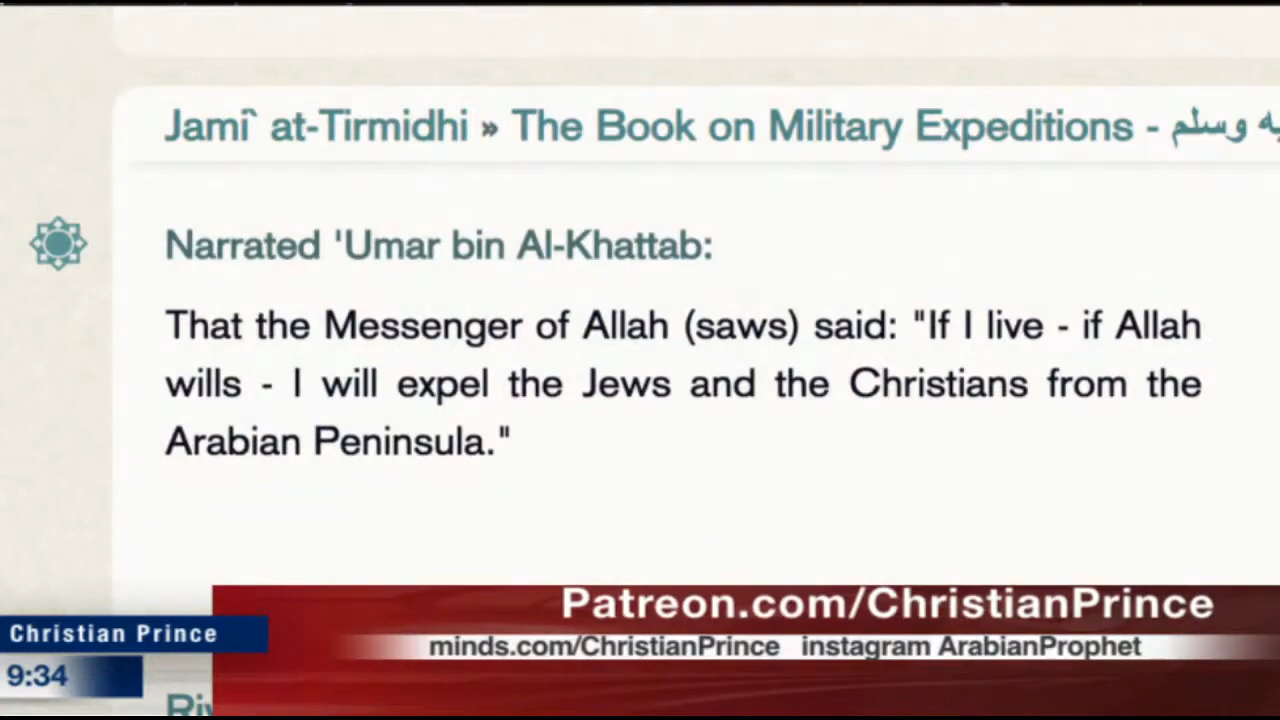 Jami` at-Tirmidhi » The Book on Military Expeditions - يه وسلم
Narrated 'Umar bin Al-Khattab:
That the Messenger of Allah (saws) said: "If I live - if Allah
wills - I will expel the Jews and the Christians from the
Arabian Peninsula."
Patreon.com/ChristianPrince
Christian Prince
minds.com/ChristianPrince instagram ArabianProphet
9:34